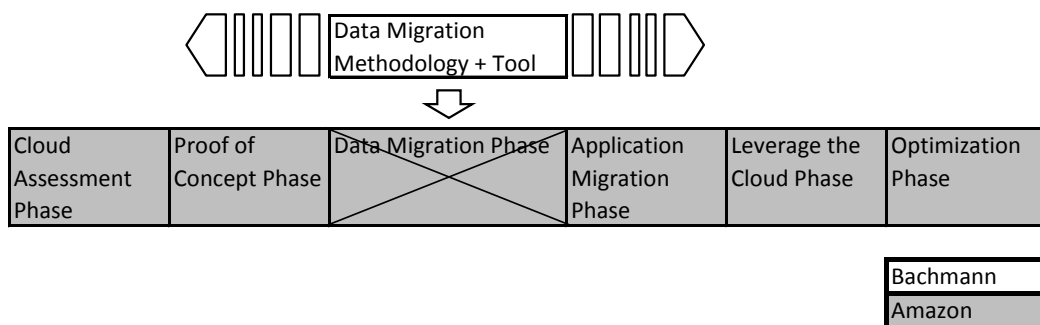 Data Migration
Methodology + Tool
Cloud
Assessment
Phase
Proof of
Concept Phase
Data Migration Phase
Application
Migration
Phase
Leverage the
Cloud Phase
Optimization
Phase
Bachmann
Amazon